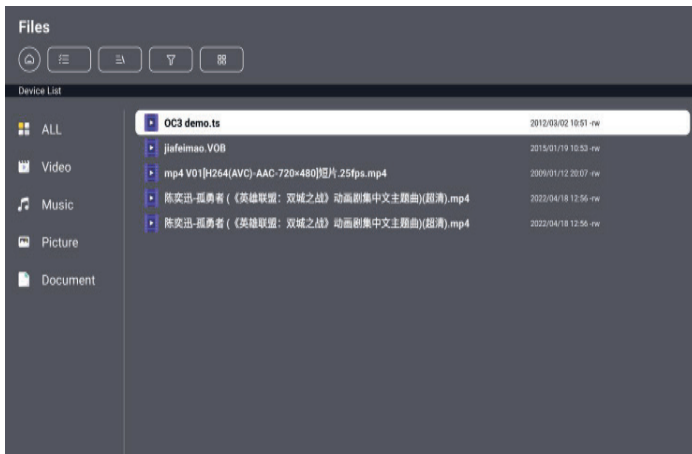 Files
Device List
ALL
Video
Music
Picture
Document
OC3 demo.ts 2012/03/02 10:51 -rw
jiafeimao.VOB 2015/01/19 10:53 -rw
mp4 V01]H264(AVC)-AAC-720×480]短片.25fps.mp4 2009/01/12 20:07 -rw
陈奕迅-孤勇者 (《英雄联盟：双城之战》动画剧集中文主题曲)(超清).mp4 2022/04/18 12:56 -rw
陈奕迅-孤勇者 (《英雄联盟：双城之战》动画剧集中文主题曲)(超清).mp4 2022/04/18 12:56 -rw